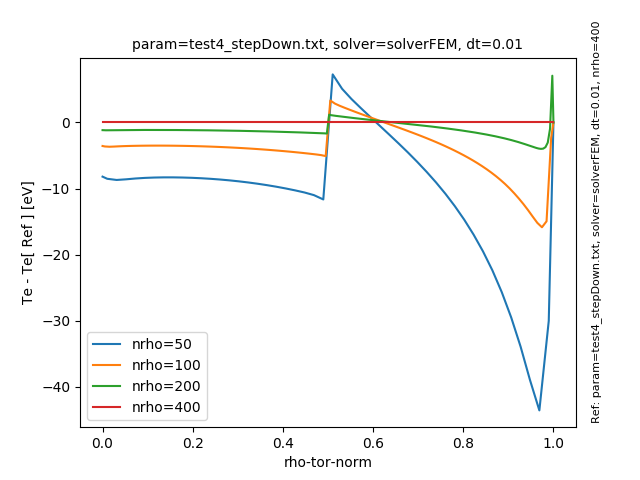 param=test4_stepDown.txt, solver=solverFEM, dt=0.01
Te - Te[ Ref ] [eV]
0
−10
−20
−30
−40
nrho=50
nrho=100
nrho=200
nrho=400
0.0 0.2 0.4 0.6 0.8 1.0
rho-tor-norm
Ref: param=test4_stepDown.txt, solver=solverFEM, dt=0.01, nrho=400